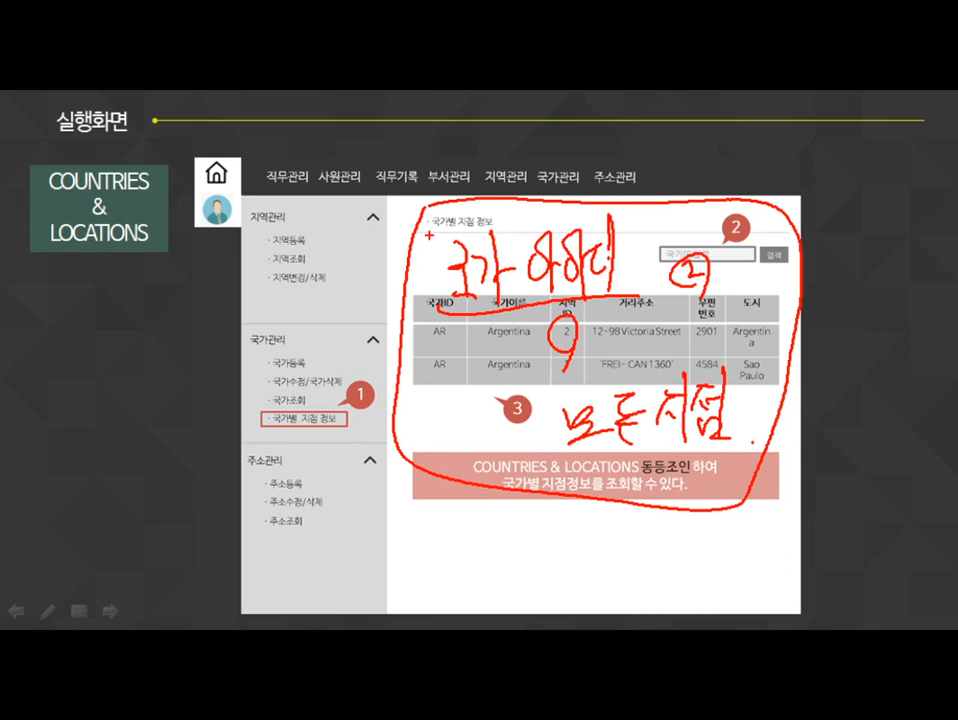 실행화면
COUNTRIES
&
LOCATIONS
직무관리 사원관리 직무기록 부서관리 지역관리 국가관리 주소관리
지역관리
· 지역등록
· 지역조회
· 지역변경/삭제
국가관리
· 국가등록
· 국가수정/국가삭제
· 국가조회
· 국가별 지점 정보
1
주소관리
· 주소등록
· 주소수정/삭제
· 주소조회
· 국가별 지점 정보
2
검색
국가 아이디
국가ID 국가이름 지역ID 거리주소 우편번호 도시
AR Argentina 2 12-98 Victoria Street 2901 Argentina
AR Argentina 'FREI- CAN 1360' 4584 Sao Paulo
3
모든 지점
COUNTRIES & LOCATIONS 동등조인 하여
국가별 지점정보를 조회할 수 있다.